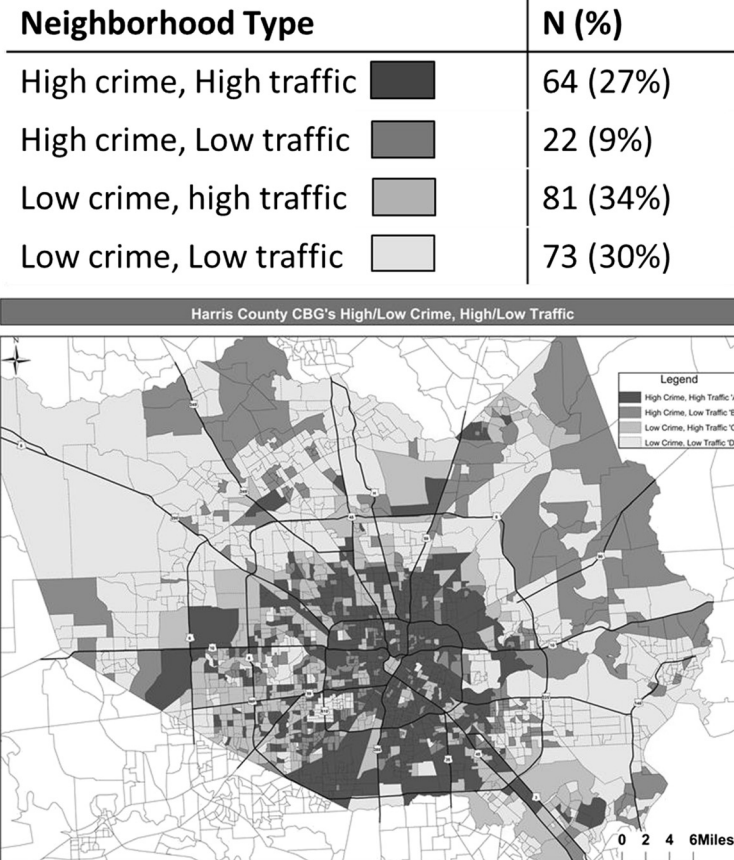 Neighborhood Type N (%)
High crime, High traffic 64 (27%)
High crime, Low traffic 22 (9%)
Low crime, high traffic 81 (34%)
Low crime, Low traffic 73 (30%)
Harris County CBG's High/Low Crime, High/Low Traffic
N
Legend
High Crime, High Traffic
High Crime, Low Traffic
Low Crime, High Traffic
Low Crime, Low Traffic
0 2 4 6Miles